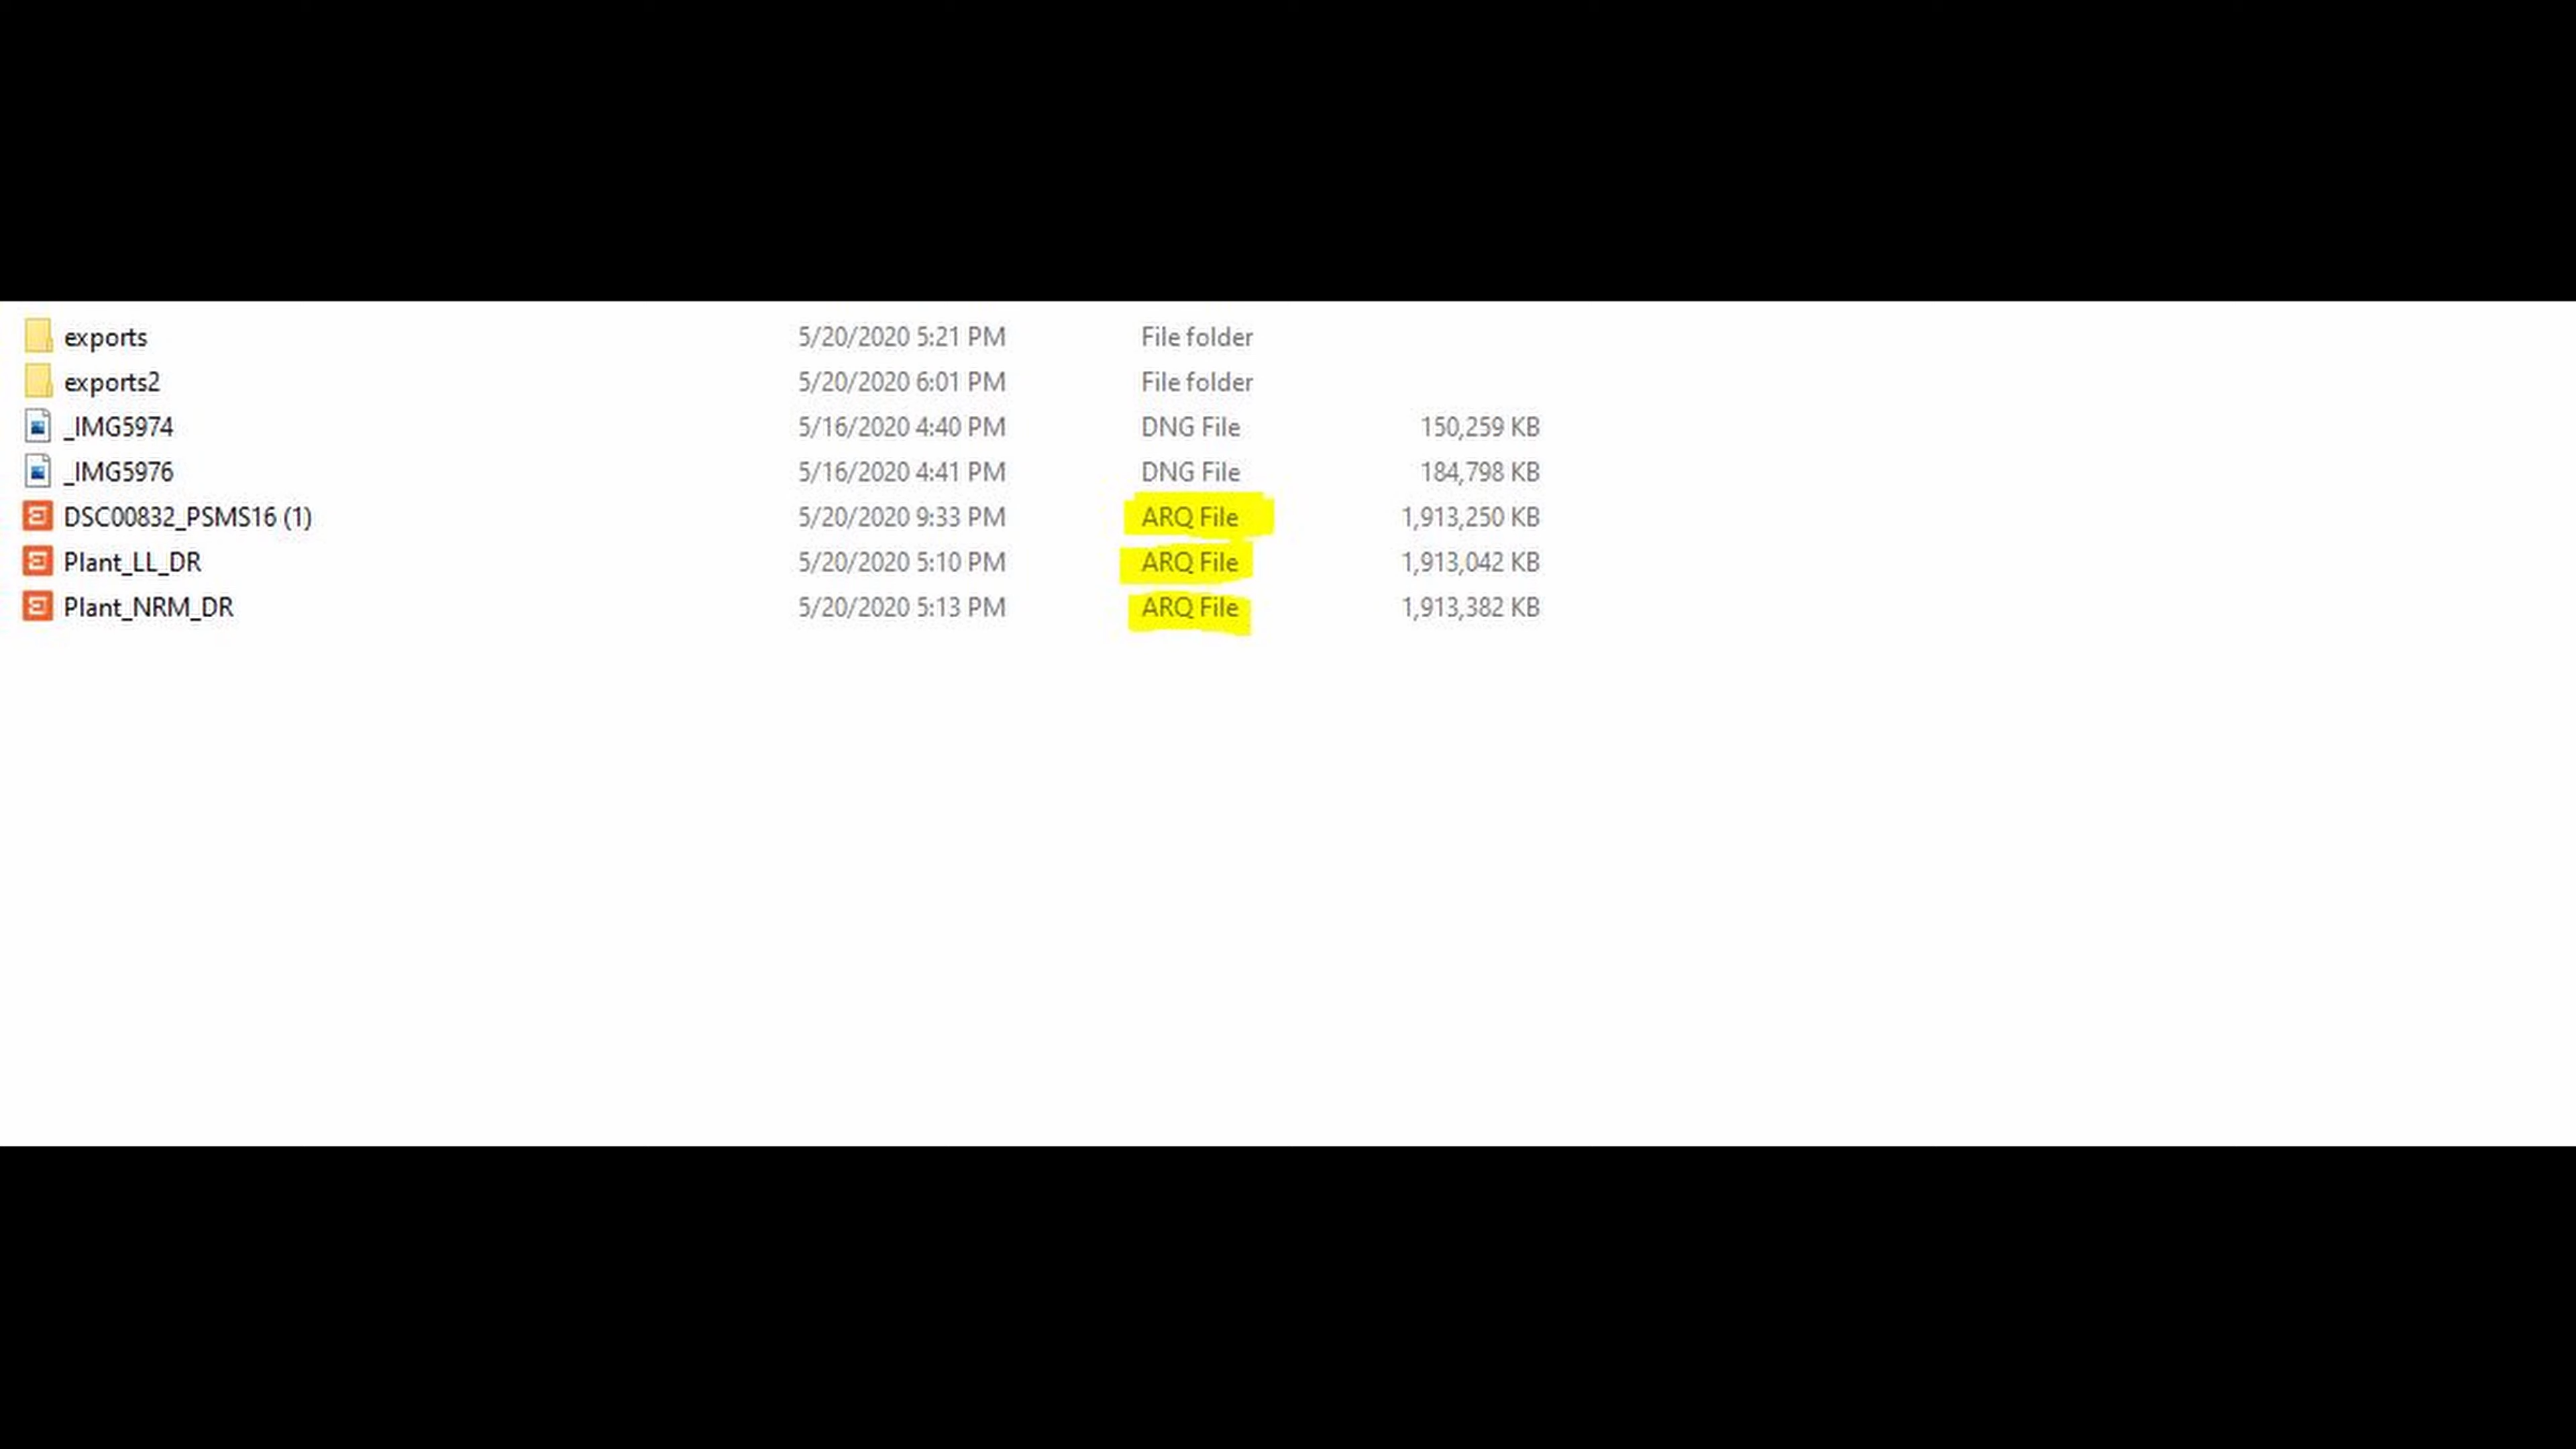 exports 5/20/2020 5:21 PM File folder
exports2 5/20/2020 6:01 PM File folder
_IMG5974 5/16/2020 4:40 PM DNG File 150,259 KB
_IMG5976 5/16/2020 4:41 PM DNG File 184,798 KB
DSC00832_PSMS16 (1) 5/20/2020 9:33 PM ARQ File 1,913,250 KB
Plant_LL_DR 5/20/2020 5:10 PM ARQ File 1,913,042 KB
Plant_NRM_DR 5/20/2020 5:13 PM ARQ File 1,913,382 KB